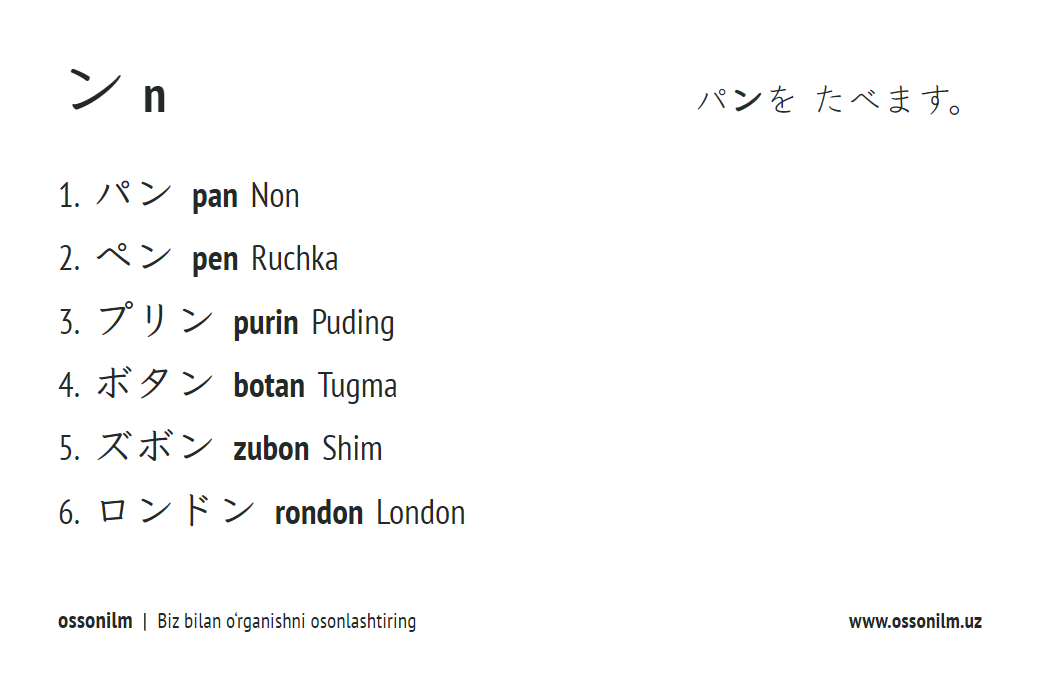 ン n
パンを たべます。
1. パン pan Non
2. ペン pen Ruchka
3. プリン purin Puding
4. ボタン botan Tugma
5. ズボン zubon Shim
6. ロンドン rondon London
ossonilm | Biz bilan o‘rganishni osonlashtiring
www.ossonilm.uz